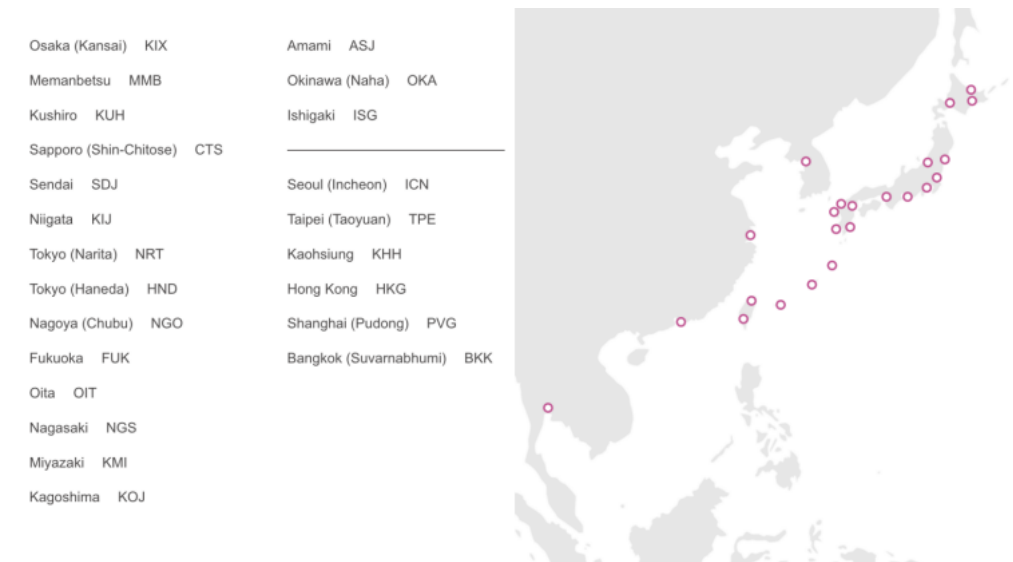 Osaka (Kansai) KIX
Memanbetsu MMB
Kushiro KUH
Sapporo (Shin-Chitose) CTS
Sendai SDJ
Niigata KIJ
Tokyo (Narita) NRT
Tokyo (Haneda) HND
Nagoya (Chubu) NGO
Fukuoka FUK
Oita OIT
Nagasaki NGS
Miyazaki KMI
Kagoshima KOJ
Amami ASJ
Okinawa (Naha) OKA
Ishigaki ISG
Seoul (Incheon) ICN
Taipei (Taoyuan) TPE
Kaohsiung KHH
Hong Kong HKG
Shanghai (Pudong) PVG
Bangkok (Suvarnabhumi) BKK